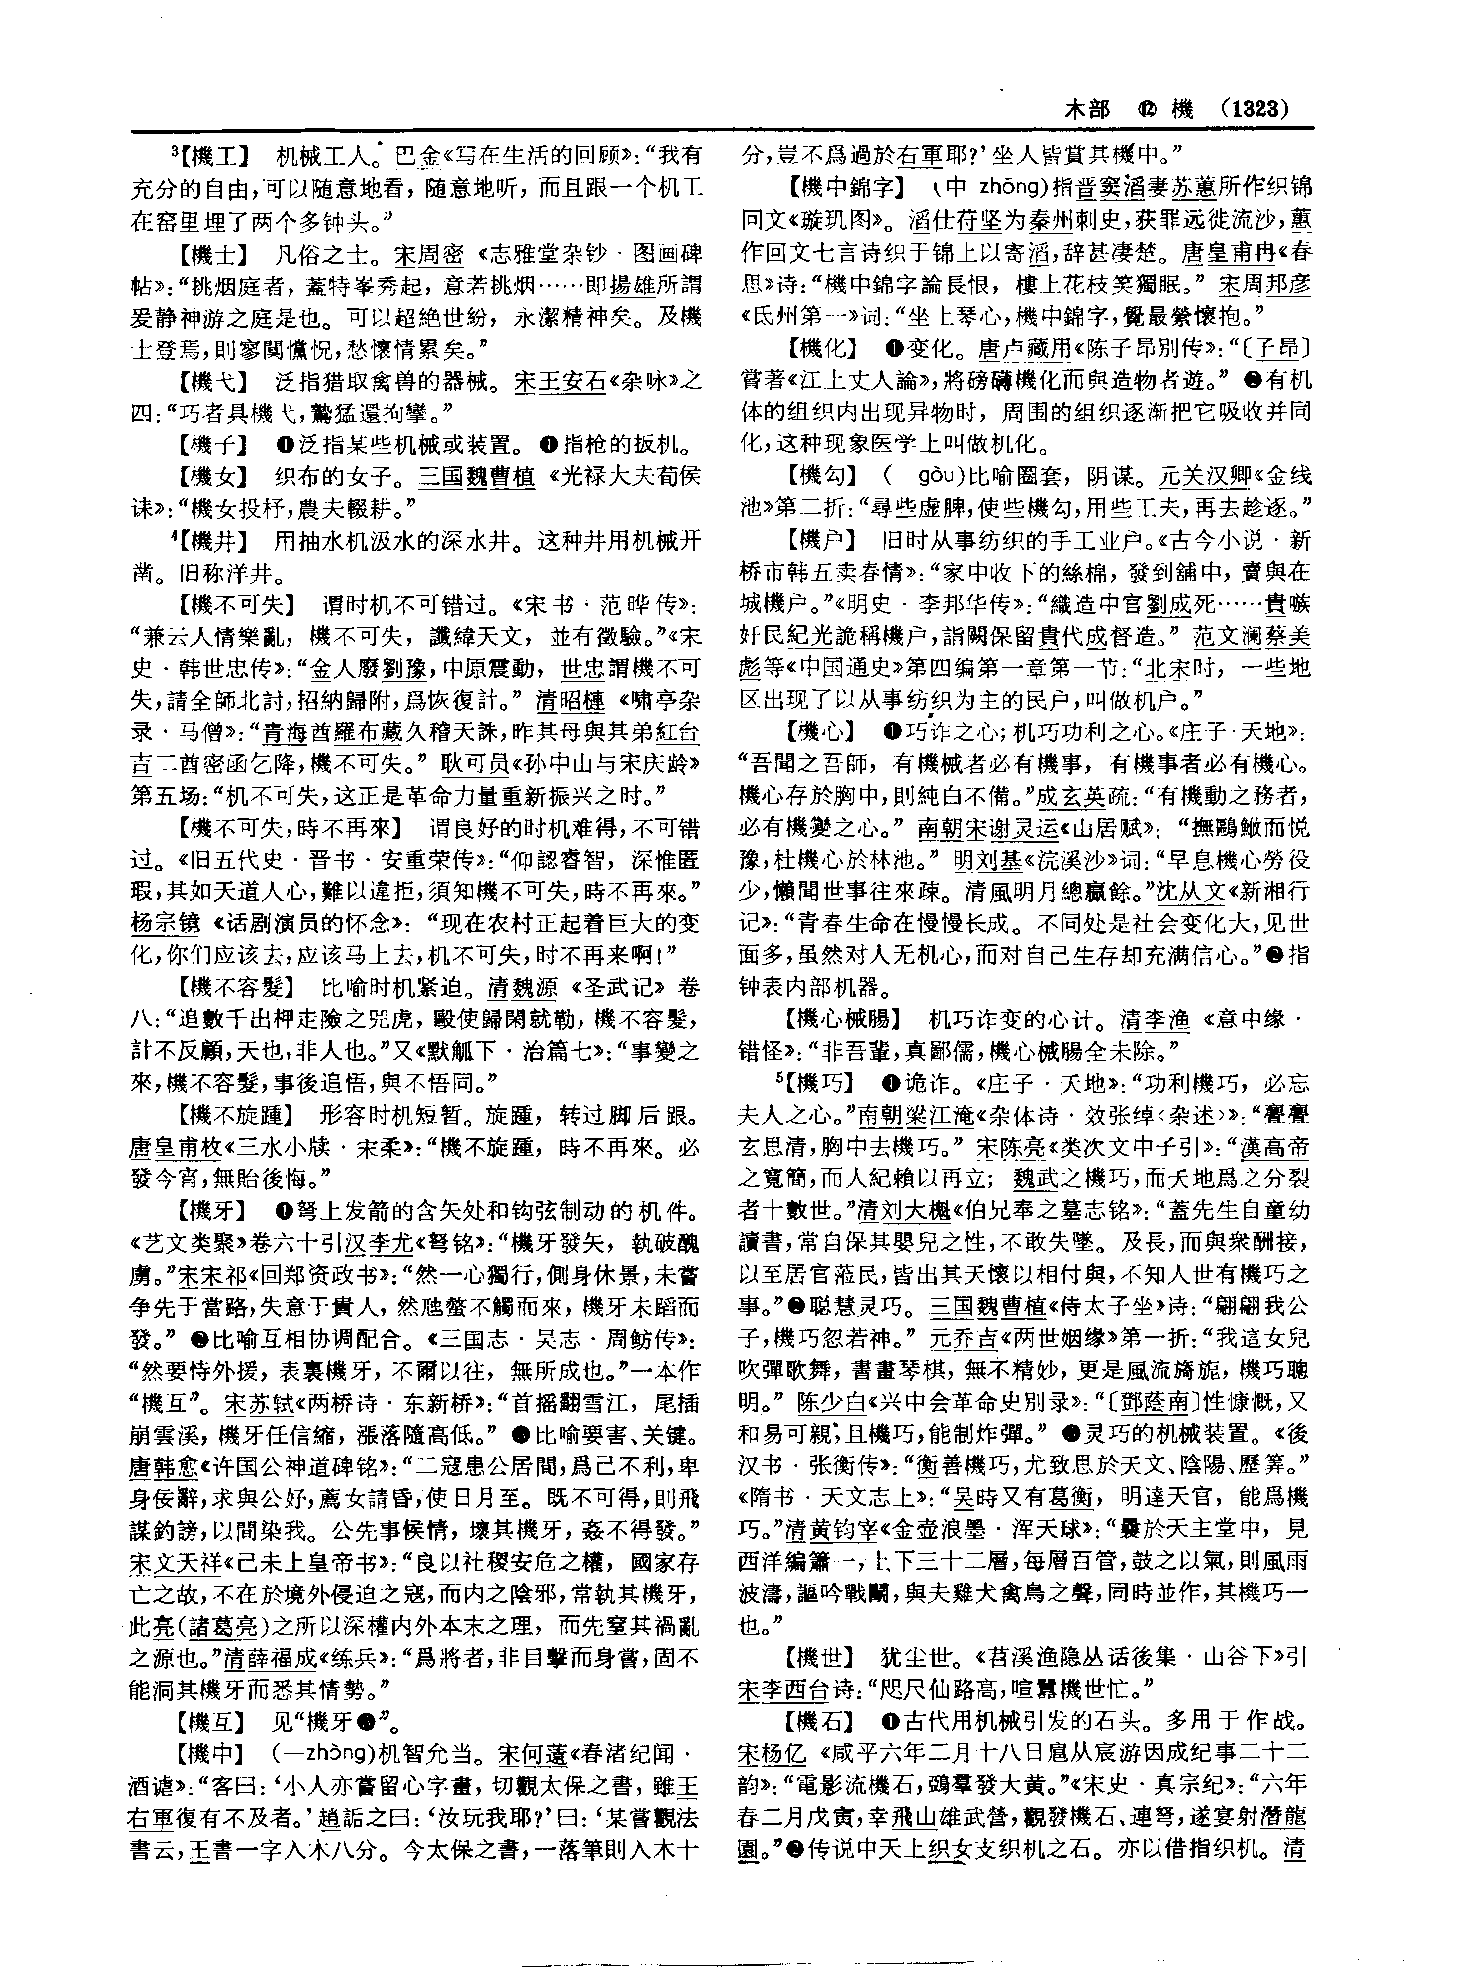 木部 ⑫ 機 (1323)
³【機工】 机械工人。巴金《写在生活的回顾》：“我有
充分的自由，可以随意地看，随意地听，而且跟一个机工
在窑里埋了两个多钟头。”
【機士】 凡俗之士。宋周密《志雅堂杂钞·图画碑
帖》：“挑烟庭者，蓋特峯秀起，意若挑烟……即揚雄所謂
爰静神游之庭是也。可以超絶世紛，永潔精神矣。及機
士登焉，則寥闃儻怳，愁懷情累矣。”
【機弋】 泛指猎取禽兽的器械。宋王安石《杂咏》之
四：“巧者具機弋，鷙猛還拘攣。”
【機子】 ❶泛指某些机械或装置。❶指枪的扳机。
【機女】 织布的女子。三国魏曹植《光禄大夫荀侯
诔》：“機女投杼，農夫輟耕。”
⁴【機井】 用抽水机汲水的深水井。这种井用机械开
凿。旧称洋井。
【機不可失】 谓时机不可错过。《宋书·范晔传》：
“兼云人情樂亂，機不可失，讖緯天文，並有徵驗。”《宋
史·韩世忠传》：“金人廢劉豫，中原震動，世忠謂機不可
失，請全師北討，招納歸附，爲恢復計。”清昭槤《啸亭杂
录·马僧》：“青海酋羅布藏久稽天誅，昨其母與其弟紅台
吉二酋密函乞降，機不可失。”耿可员《孙中山与宋庆龄》
第五场：“机不可失，这正是革命力量重新振兴之时。”
【機不可失，時不再來】 谓良好的时机难得，不可错
过。《旧五代史·晋书·安重荣传》：“仰認睿智，深惟匿
瑕，其如天道人心，難以違拒，須知機不可失，時不再來。”
杨宗镜《话剧演员的怀念》：“现在农村正起着巨大的变
化，你们应该去，应该马上去，机不可失，时不再来啊！”
【機不容髮】 比喻时机紧迫。清魏源《圣武记》卷
八：“追數千出柙走險之兕虎，毆使歸閑就勒，機不容髮，
計不反顧，天也，非人也。”又《默觚下·治篇七》：“事變之
來，機不容髮，事後追悟，與不悟同。”
【機不旋踵】 形容时机短暂。旋踵，转过脚后跟。
唐皇甫枚《三水小牍·宋柔》：“機不旋踵，時不再來。必
發今宵，無貽後悔。”
【機牙】 ❶弩上发箭的含矢处和钩弦制动的机件。
《艺文类聚》卷六十引汉李尤《弩铭》：“機牙發矢，執破醜
虜。”宋宋祁《回郑资政书》：“然一心獨行，側身休景，未嘗
争先于當路，失意于貴人，然虺螫不觸而來，機牙未蹈而
發。”❷比喻互相协调配合。《三国志·吴志·周鲂传》：
“然要恃外援，表裏機牙，不爾以往，無所成也。”一本作
“機互”。宋苏轼《两桥诗·东新桥》：“首摇翻雪江，尾插
崩雲溪，機牙任信縮，漲落隨高低。”❸比喻要害、关键。
唐韩愈《许国公神道碑铭》：“二寇患公居間，爲己不利，卑
身佞辭，求與公好，薦女請昏，使日月至。既不可得，則飛
謀釣謗，以間染我。公先事候情，壞其機牙，姦不得發。”
宋文天祥《己未上皇帝书》：“良以社稷安危之權，國家存
亡之故，不在於境外侵迫之寇，而内之陰邪，常執其機牙，
此亮(諸葛亮)之所以深權内外本末之理，而先窒其禍亂
之源也。”清薛福成《练兵》：“爲將者，非目擊而身嘗，固不
能洞其機牙而悉其情勢。”
【機互】 见“機牙❷”。
【機中】 (—zhòng)机智允当。宋何薳《春渚纪闻·
酒谑》：“客曰：‘小人亦嘗留心字畫，切觀太保之書，雖王
右軍復有不及者。’趙詬之曰：‘汝玩我耶？’曰：‘某嘗觀法
書云，王書一字入木八分。今太保之書，一落筆則入木十
分，豈不爲過於右軍耶？’坐人皆賞其機中。”
【機中錦字】 (中 zhōng)指晋窦滔妻苏蕙所作织锦
回文《璇玑图》。滔仕苻坚为秦州刺史，获罪远徙流沙，蕙
作回文七言诗织于锦上以寄滔，辞甚凄楚。唐皇甫冉《春
思》诗：“機中錦字論長恨，樓上花枝笑獨眠。”宋周邦彦
《氐州第一》词：“坐上琴心，機中錦字，覺最縈懷抱。”
【機化】 ❶变化。唐卢藏用《陈子昂别传》：“〔子昂〕
嘗著《江上丈人論》，將磅礴機化而與造物者遊。”❷有机
体的组织内出现异物时，周围的组织逐渐把它吸收并同
化，这种现象医学上叫做机化。
【機勾】 ( gòu)比喻圈套，阴谋。元关汉卿《金线
池》第二折：“尋些虚脾，使些機勾，用些工夫，再去趁逐。”
【機户】 旧时从事纺织的手工业户。《古今小说·新
桥市韩五卖春情》：“家中收下的絲棉，發到舖中，賣與在
城機户。”《明史·李邦华传》：“織造中官劉成死……貴嗾
奸民紀光詭稱機户，詣闕保留貴代成督造。”范文澜蔡美
彪等《中国通史》第四编第一章第一节：“北宋时，一些地
区出现了以从事纺织为主的民户，叫做机户。”
【機心】 ❶巧诈之心；机巧功利之心。《庄子·天地》：
“吾聞之吾師，有機械者必有機事，有機事者必有機心。
機心存於胸中，則純白不備。”成玄英疏：“有機動之務者，
必有機變之心。”南朝宋谢灵运《山居赋》：“撫鷗鮁而悦
豫，杜機心於林池。”明刘基《浣溪沙》词：“早息機心勞役
少，懶聞世事往來疎。清風明月總贏餘。”沈从文《新湘行
记》：“青春生命在慢慢长成。不同处是社会变化大，见世
面多，虽然对人无机心，而对自己生存却充满信心。”❷指
钟表内部机器。
【機心械腸】 机巧诈变的心计。清李渔《意中缘·
错怪》：“非吾輩，真鄙儒，機心械腸全未除。”
⁵【機巧】 ❶诡诈。《庄子·天地》：“功利機巧，必忘
夫人之心。”南朝梁江淹《杂体诗·效张绰〈杂述〉》：“亹亹
玄思清，胸中去機巧。”宋陈亮《类次文中子引》：“漢高帝
之寬簡，而人紀賴以再立；魏武之機巧，而天地爲之分裂
者十數世。”清刘大櫆《伯兄奉之墓志铭》：“蓋先生自童幼
讀書，常自保其嬰兒之性，不敢失墜。及長，而與衆酬接，
以至居官蒞民，皆出其天懷以相付與，不知人世有機巧之
事。”❷聪慧灵巧。三国魏曹植《侍太子坐》诗：“翩翩我公
子，機巧忽若神。”元乔吉《两世姻缘》第一折：“我這女兒
吹彈歌舞，書畫琴棋，無不精妙，更是風流旖旎，機巧聰
明。”陈少白《兴中会革命史别录》：“〔鄧蔭南〕性慷慨，又
和易可親，且機巧，能制炸彈。”❸灵巧的机械装置。《後
汉书·张衡传》：“衡善機巧，尤致思於天文、陰陽、歷筭。”
《隋书·天文志上》：“吴時又有葛衡，明達天官，能爲機
巧。”清黄钧宰《金壶浪墨·浑天球》：“曩於天主堂中，見
西洋編簫一，上下三十二層，每層百管，鼓之以氣，則風雨
波濤，謳吟戰鬭，與夫雞犬禽鳥之聲，同時並作，其機巧一
也。”
【機世】 犹尘世。《苕溪渔隐丛话後集·山谷下》引
宋李西台诗：“咫尺仙路高，喧囂機世忙。”
【機石】 ❶古代用机械引发的石头。多用于作战。
宋杨亿《咸平六年二月十八日扈从宸游因成纪事二十二
韵》：“電影流機石，鵶羣發大黄。”《宋史·真宗纪》：“六年
春二月戊寅，幸飛山雄武營，觀發機石、連弩，遂宴射潛龍
園。”❷传说中天上织女支织机之石。亦以借指织机。清